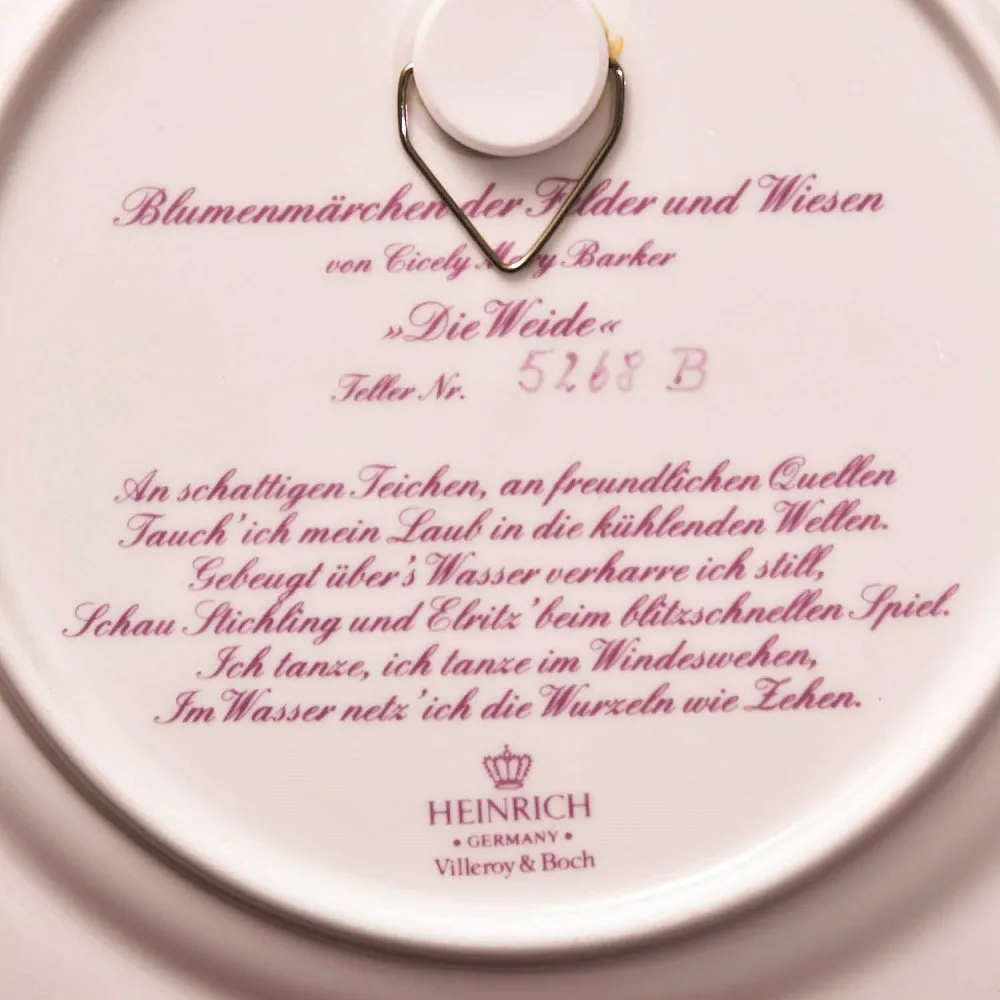 Blumenmärchen der Felder und Wiesen
von Cicely Mary Barker
»Die Weide«
Teller Nr. 5268 B
An schattigen Teichen, an freundlichen Quellen
Tauch' ich mein Laub in die kühlenden Wellen.
Gebeugt über's Wasser verharre ich still,
Schau Stichling und Elritz' beim blitzschnellen Spiel.
Ich tanze, ich tanze im Windeswehen,
Im Wasser netz' ich die Wurzeln wie Zehen.
HEINRICH
• GERMANY •
Villeroy & Boch